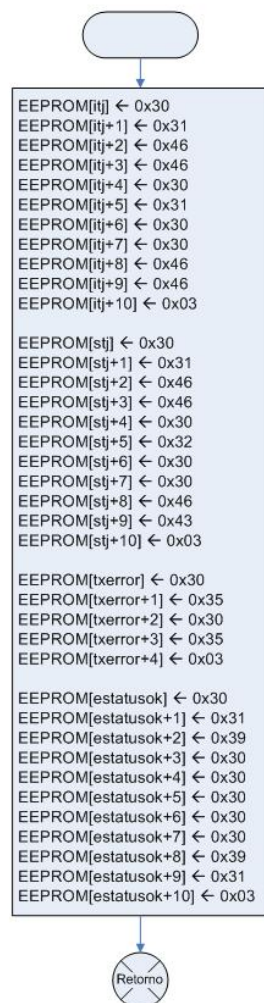 EEPROM[itj] ← 0x30
EEPROM[itj+1] ← 0x31
EEPROM[itj+2] ← 0x46
EEPROM[itj+3] ← 0x46
EEPROM[itj+4] ← 0x30
EEPROM[itj+5] ← 0x31
EEPROM[itj+6] ← 0x30
EEPROM[itj+7] ← 0x30
EEPROM[itj+8] ← 0x46
EEPROM[itj+9] ← 0x46
EEPROM[itj+10] ← 0x03
EEPROM[stj] ← 0x30
EEPROM[stj+1] ← 0x31
EEPROM[stj+2] ← 0x46
EEPROM[stj+3] ← 0x46
EEPROM[stj+4] ← 0x30
EEPROM[stj+5] ← 0x32
EEPROM[stj+6] ← 0x30
EEPROM[stj+7] ← 0x30
EEPROM[stj+8] ← 0x46
EEPROM[stj+9] ← 0x43
EEPROM[stj+10] ← 0x03
EEPROM[txerror] ← 0x30
EEPROM[txerror+1] ← 0x35
EEPROM[txerror+2] ← 0x30
EEPROM[txerror+3] ← 0x35
EEPROM[txerror+4] ← 0x03
EEPROM[estatusok] ← 0x30
EEPROM[estatusok+1] ← 0x31
EEPROM[estatusok+2] ← 0x39
EEPROM[estatusok+3] ← 0x30
EEPROM[estatusok+4] ← 0x30
EEPROM[estatusok+5] ← 0x30
EEPROM[estatusok+6] ← 0x30
EEPROM[estatusok+7] ← 0x30
EEPROM[estatusok+8] ← 0x39
EEPROM[estatusok+9] ← 0x31
EEPROM[estatusok+10] ← 0x03
Retorno